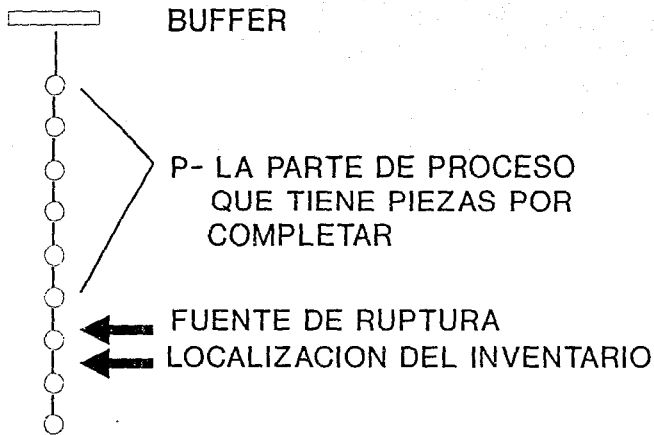 BUFFER
P- LA PARTE DE PROCESO
QUE TIENE PIEZAS POR
COMPLETAR
FUENTE DE RUPTURA
LOCALIZACION DEL INVENTARIO